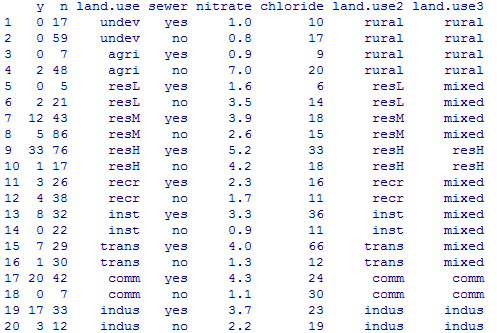 y n land.use sewer nitrate chloride land.use2 land.use3
1 0 17 undev yes 1.0 10 rural rural
2 0 59 undev no 0.8 17 rural rural
3 0 7 agri yes 0.9 9 rural rural
4 2 48 agri no 7.0 20 rural rural
5 0 5 resL yes 1.6 6 resL mixed
6 2 21 resL no 3.5 14 resL mixed
7 12 43 resM yes 3.9 18 resM mixed
8 5 86 resM no 2.6 15 resM mixed
9 33 76 resH yes 5.2 33 resH resH
10 1 17 resH no 4.2 18 resH resH
11 3 26 recr yes 2.3 16 recr mixed
12 4 38 recr no 1.7 11 recr mixed
13 8 32 inst yes 3.3 36 inst mixed
14 0 22 inst no 0.9 11 inst mixed
15 7 29 trans yes 4.0 66 trans mixed
16 1 30 trans no 1.3 12 trans mixed
17 20 42 comm yes 4.3 24 comm comm
18 0 7 comm no 1.1 30 comm comm
19 17 33 indus yes 3.7 23 indus indus
20 3 12 indus no 2.2 19 indus indus